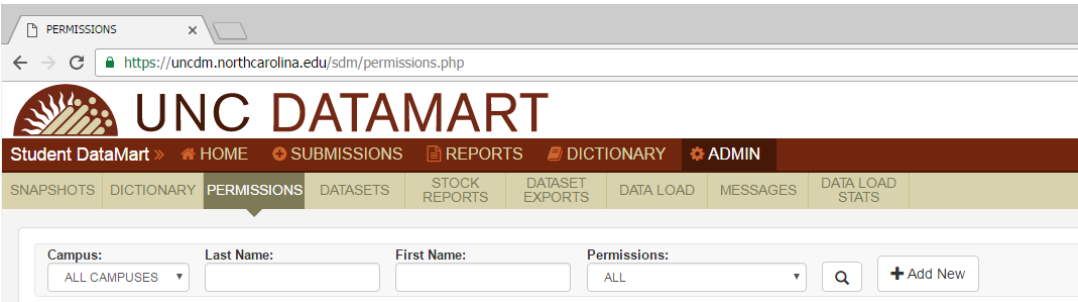 PERMISSIONS
https://uncdm.northcarolina.edu/sdm/permissions.php
UNC DATAMART
Student DataMart » HOME SUBMISSIONS REPORTS DICTIONARY ADMIN
SNAPSHOTS DICTIONARY PERMISSIONS DATASETS STOCK REPORTS DATASET EXPORTS DATA LOAD MESSAGES DATA LOAD STATS
Campus: Last Name: First Name: Permissions:
ALL CAMPUSES ALL Add New